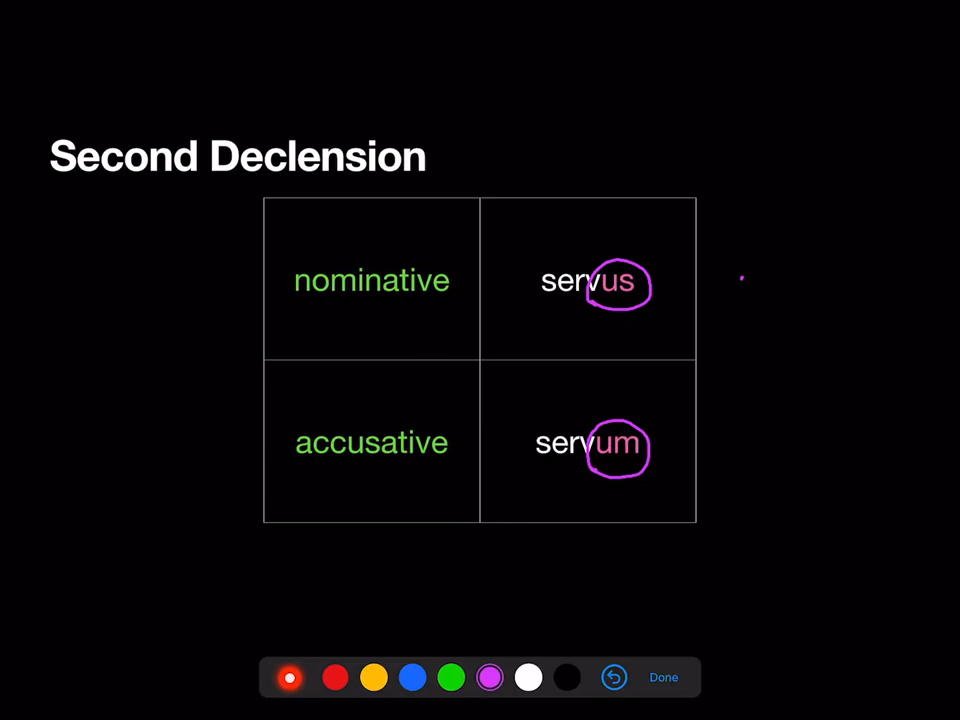 Second Declension
nominative servus
accusative servum
Done